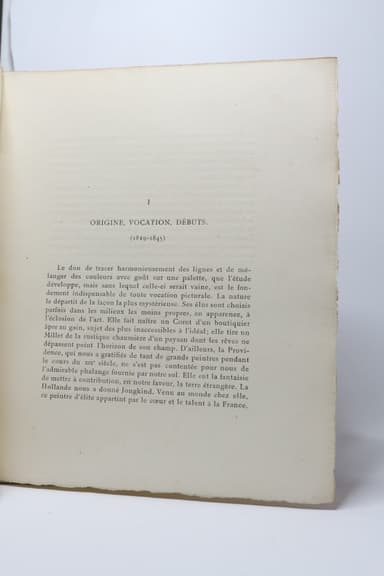 I
ORIGINE, VOCATION, DÉBUTS.
(1819-1845)
Le don de tracer harmonieusement des lignes et de mé-
langer des couleurs avec goût sur une palette, que l'étude
développe, mais sans lequel celle-ci serait vaine, est le fon-
dement indispensable de toute vocation picturale. La nature
le départit de la façon la plus mystérieuse. Ses élus sont choisis
parfois dans les milieux les moins propres, en apparence, à
l'éclosion de l'art. Elle fait naître un Corot d'un boutiquier
âpre au gain, sujet des plus inaccessibles à l'idéal; elle tire un
Millet de la rustique chaumière d'un paysan dont les rêves ne
dépassent point l'horizon de son champ. D'ailleurs, la Provi-
dence, qui nous a gratifiés de tant de grands peintres pendant
le cours du XIXe siècle, ne s'est pas contentée pour nous de
l'admirable phalange fournie par notre sol. Elle eut la fantaisie
de mettre à contribution, en notre faveur, la terre étrangère. La
Hollande nous a donné Jongkind. Venu au monde chez elle,
ce peintre d'élite appartint par le cœur et le talent à la France.